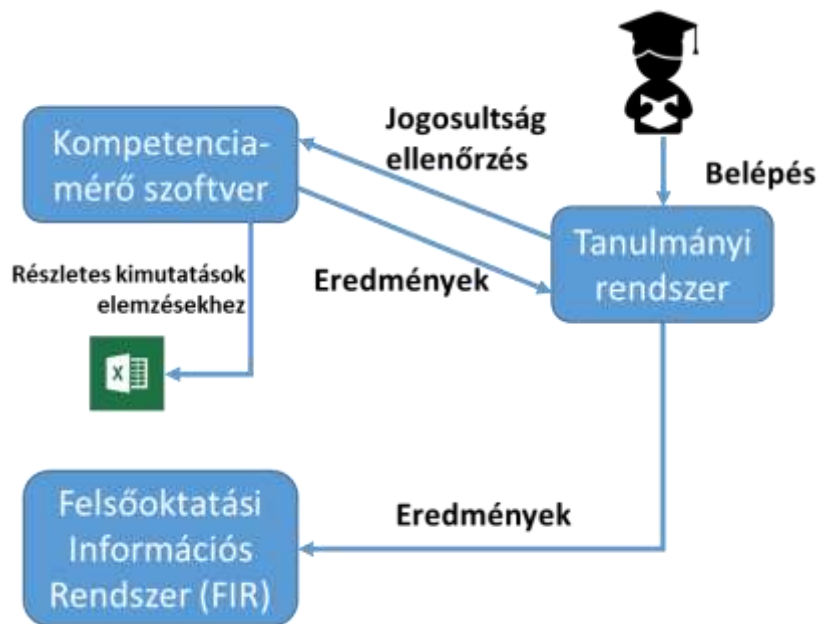 Kompetencia-
mérő szoftver
Jogosultság
ellenőrzés
Belépés
Tanulmányi
rendszer
Részletes kimutatások
elemzésekhez
Eredmények
X
Felsőoktatási
Információs
Rendszer (FIR)
Eredmények